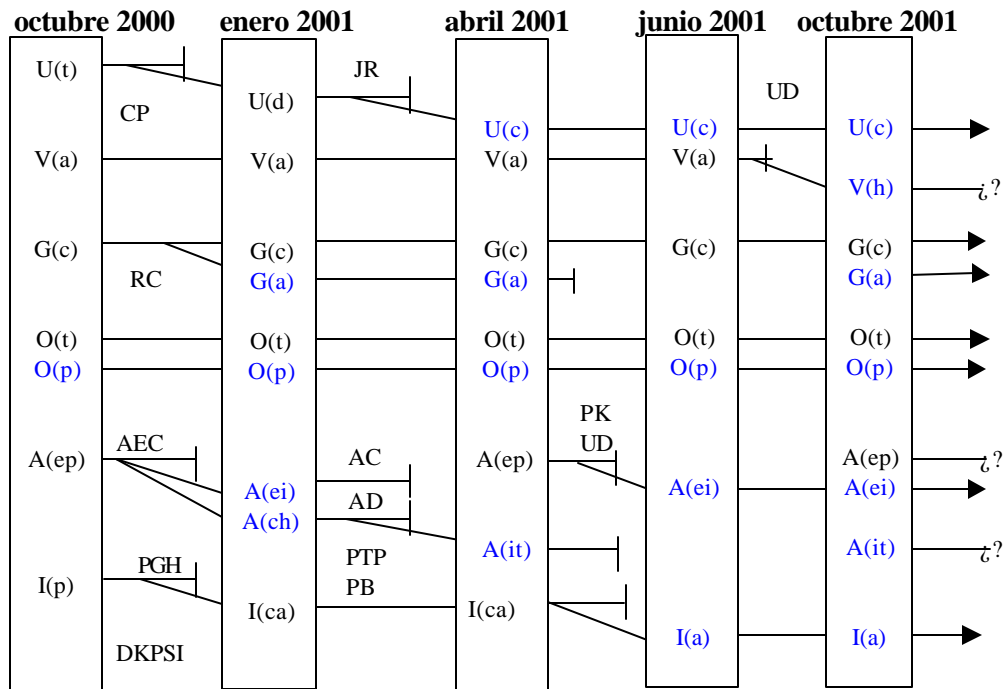 octubre 2000 enero 2001 abril 2001 junio 2001 octubre 2001
U(t) JR UD
CP U(d)
U(c) U(c) U(c)
V(a) V(a) V(a) V(a)
V(h) ¿?
G(c) G(c) G(c) G(c) G(c)
RC G(a) G(a) G(a)
O(t) O(t) O(t) O(t) O(t)
O(p) O(p) O(p) O(p) O(p)
PK
AEC AC UD
A(ep) A(ep) A(ep) ¿?
A(ei) A(ei) A(ei)
AD
A(ch)
A(it) A(it) ¿?
PGH PTP
I(p) PB
I(ca) I(ca)
I(a) I(a)
DKPSI